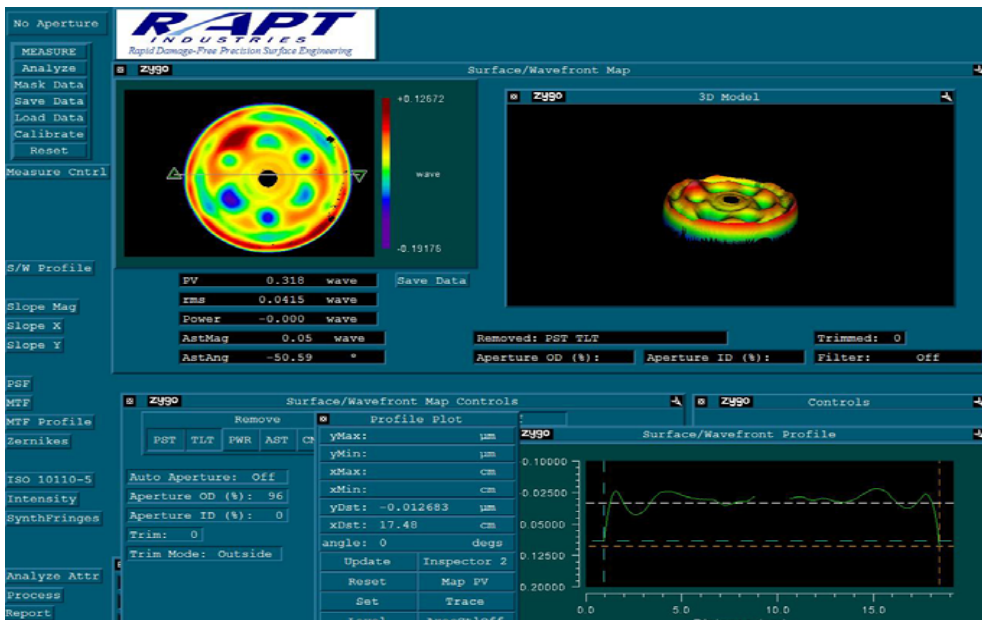 No Aperture
MEASURE
Analyze
Mask Data
Save Data
Load Data
Calibrate
Reset
Measure Cntrl
S/W Profile
Slope Mag
Slope X
Slope Y
PSF
MTF
MTF Profile
Zernikes
ISO 10110-5
Intensity
SynthFringes
Analyze Attr
Process
Report
RAPT
INDUSTRIES
Rapid Damage-Free Precision Surface Engineering
zygo Surface/Wavefront Map
+0.12672
wave
-0.19176
zygo 3D Model
PV 0.318 wave
Save Data
rms 0.0415 wave
Power -0.000 wave
AstMag 0.05 wave
AstAng -50.59 °
Removed: PST TLT
Trimmed: 0
Aperture OD (%):
Aperture ID (%):
Filter: Off
zygo Surface/Wavefront Map Controls
Remove
PST TLT PWR AST
Auto Aperture: Off
Aperture OD (%): 96
Aperture ID (%): 0
Trim: 0
Trim Mode: Outside
Profile Plot
yMax: µm
yMin: µm
xMax: cm
xMin: cm
yDst: -0.012683 µm
xDst: 17.48 cm
angle: 0 degs
Update Inspector 2
Reset Map PV
Set Trace
zygo Controls
zygo Surface/Wavefront Profile
0.10000
0.02500
0.05000
0.12500
0.20000
0.0 5.0 10.0 15.0